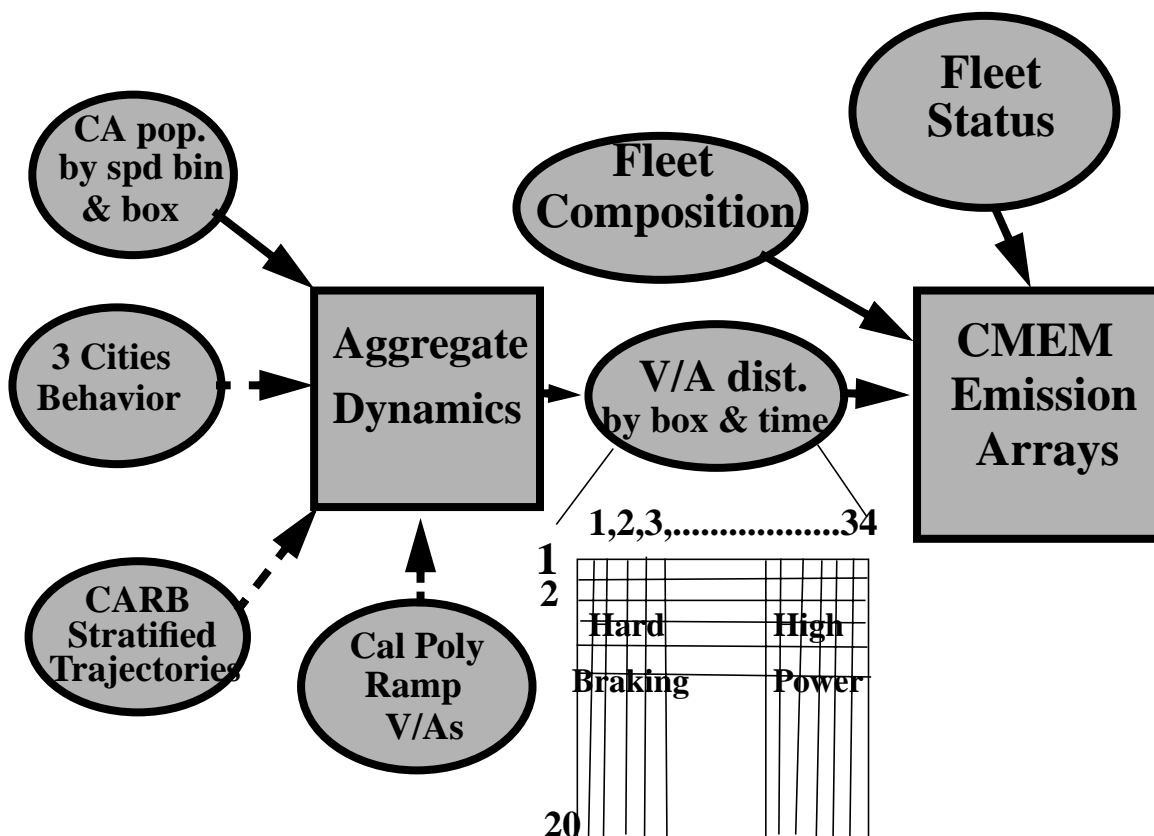 Fleet
Status
CA pop.
by spd bin
& box
Fleet
Composition
3 Cities
Behavior
Aggregate
Dynamics
V/A dist.
by box & time
CMEM
Emission
Arrays
CARB
Stratified
Trajectories
Cal Poly
Ramp
V/As
1,2,3,..................34
1
2
Hard
Braking
High
Power
20